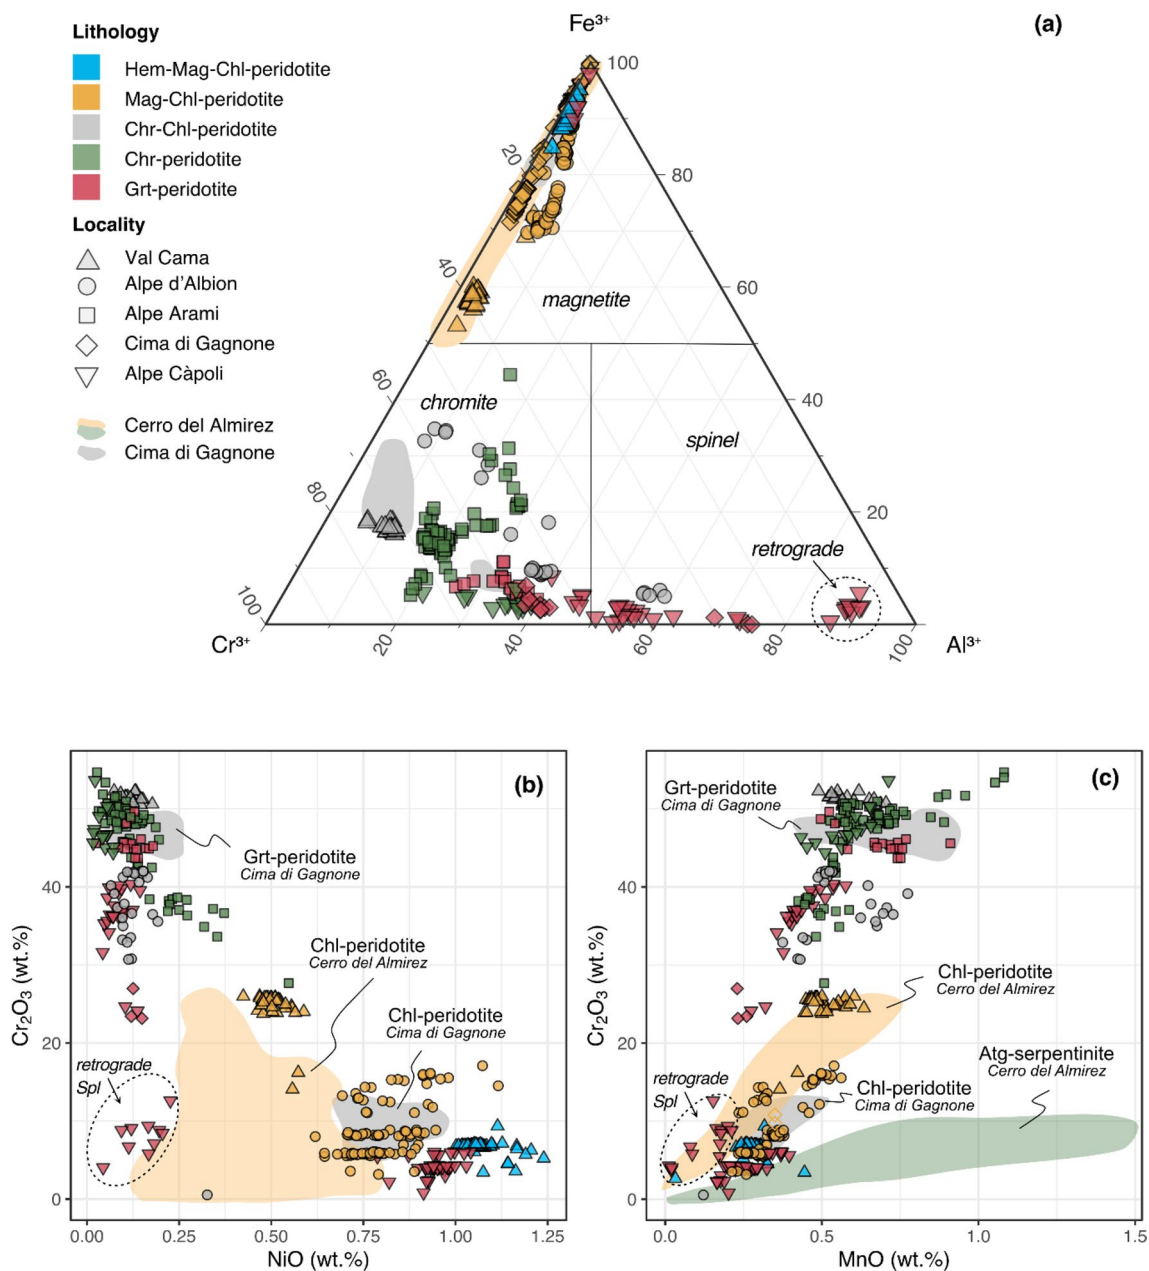 Lithology
Hem-Mag-Chl-peridotite
Mag-Chl-peridotite
Chr-Chl-peridotite
Chr-peridotite
Grt-peridotite
Locality
Val Cama
Alpe d'Albion
Alpe Arami
Cima di Gagnone
Alpe Càpoli
Cerro del Almirez
Cima di Gagnone
(a)
Fe³⁺
100
80
60
40
20
20
40
60
80
100
magnetite
chromite
spinel
retrograde
Cr³⁺
Al³⁺
20
40
60
80
100
(b)
Grt-peridotite
Cima di Gagnone
Chl-peridotite
Cerro del Almirez
Chl-peridotite
Cima di Gagnone
retrograde
Spl
Cr₂O₃ (wt.%)
40
20
0
0.00
0.25
0.50
0.75
1.00
1.25
NiO (wt.%)
(c)
Grt-peridotite
Cima di Gagnone
Chl-peridotite
Cerro del Almirez
Atg-serpentinite
Cerro del Almirez
Chl-peridotite
Cima di Gagnone
retrograde
Spl
Cr₂O₃ (wt.%)
40
20
0
0.0
0.5
1.0
1.5
MnO (wt.%)